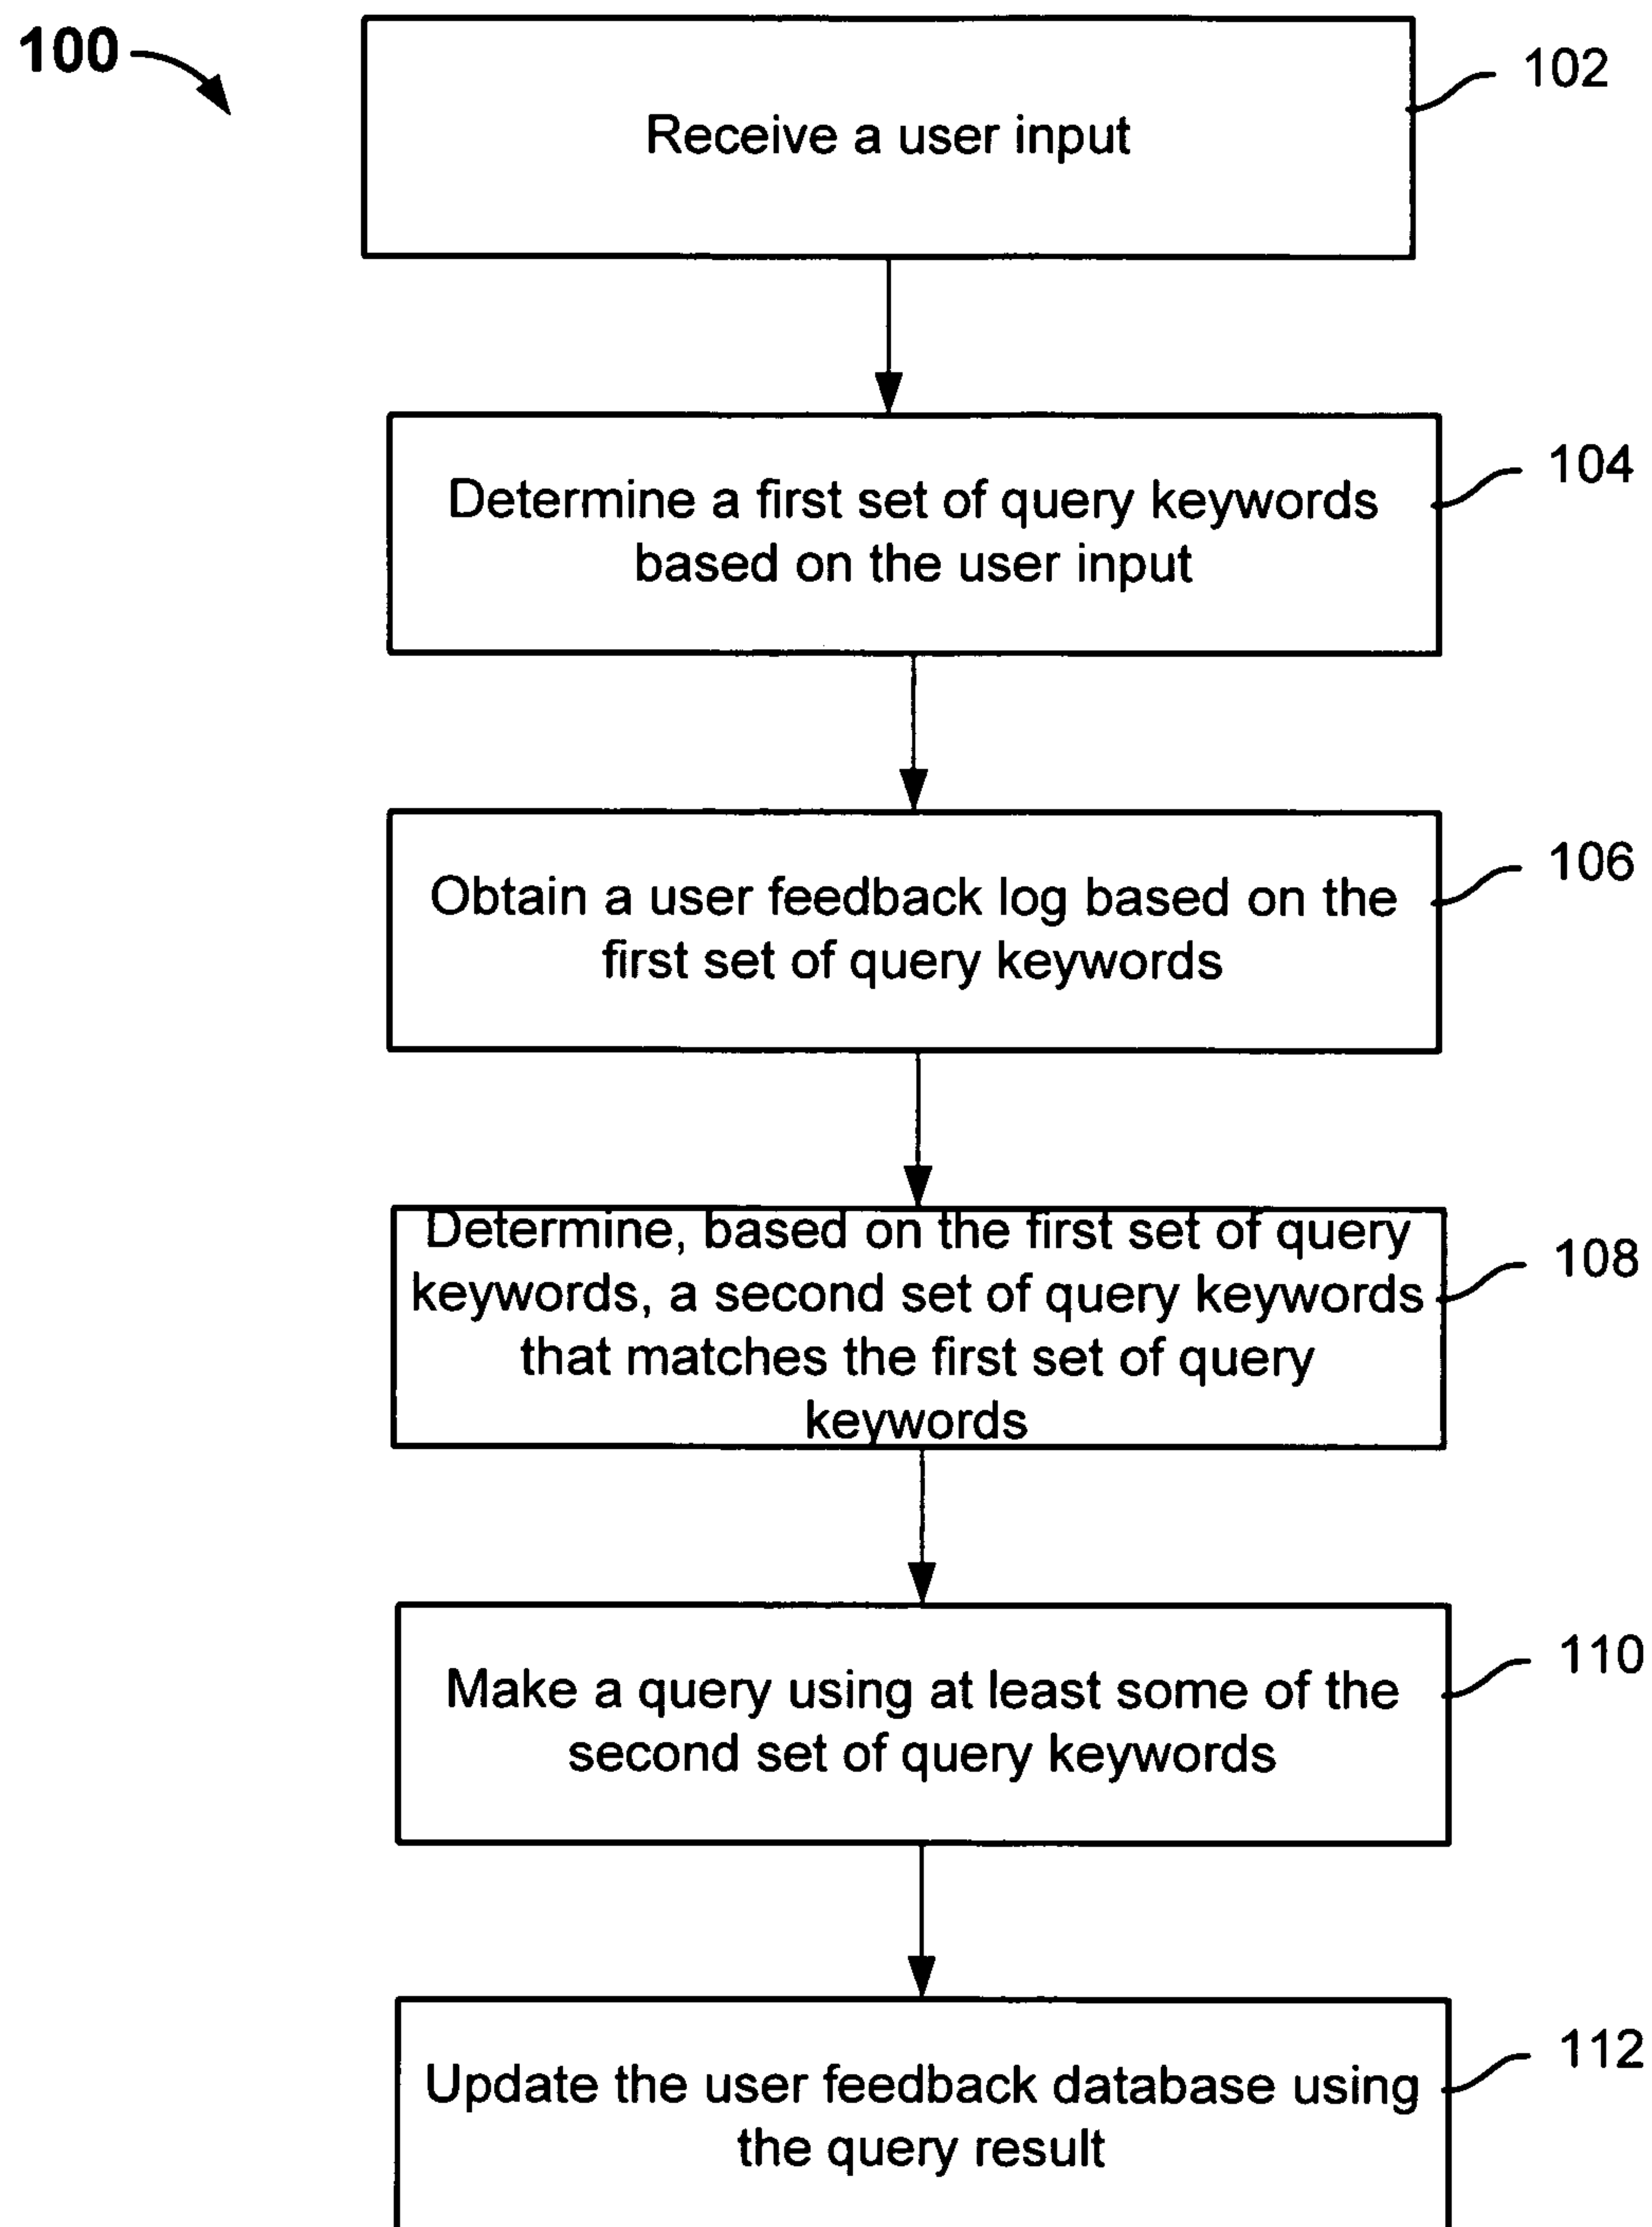 100
102
Receive a user input
104
Determine a first set of query keywords
based on the user input
106
Obtain a user feedback log based on the
first set of query keywords
108
Determine, based on the first set of query
keywords, a second set of query keywords
that matches the first set of query
keywords
110
Make a query using at least some of the
second set of query keywords
112
Update the user feedback database using
the query result